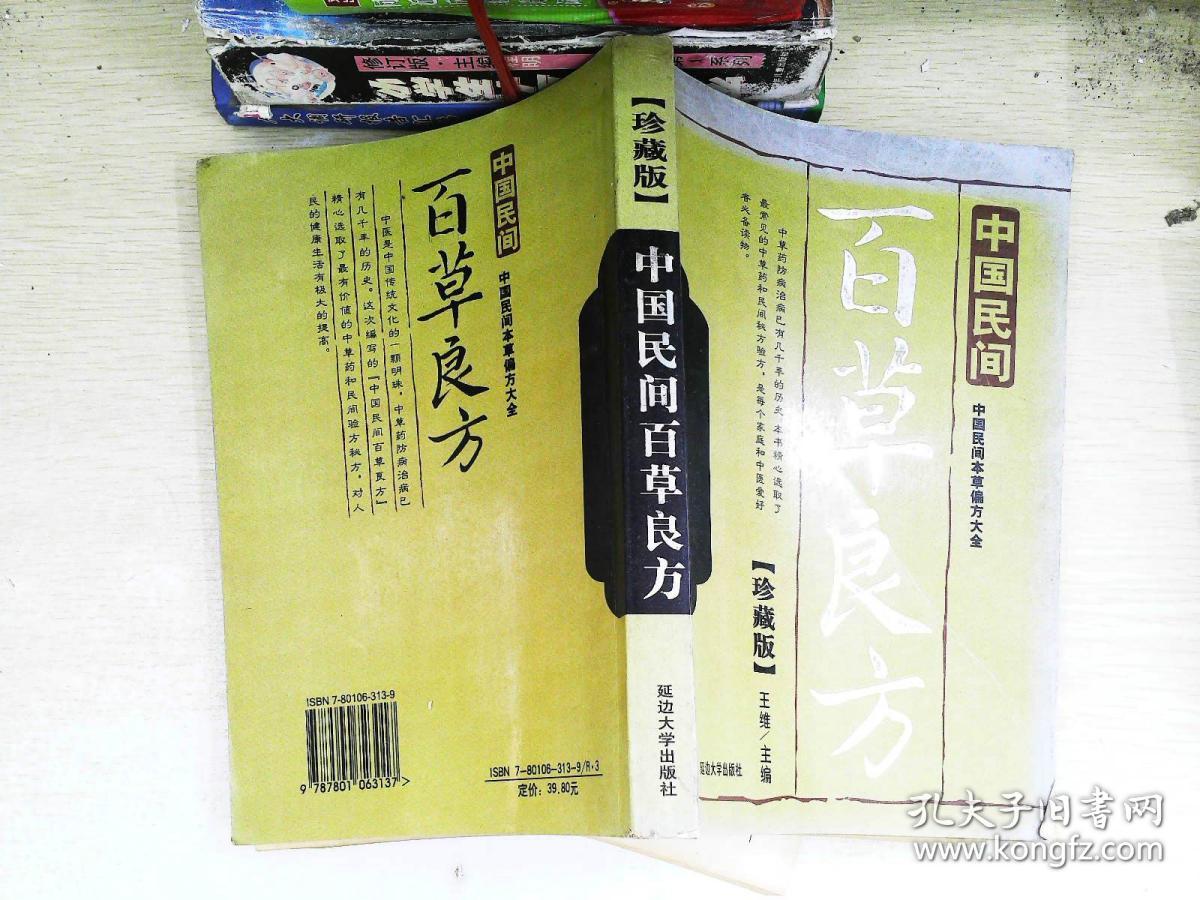 修订版·主编
小学生
系列
【珍藏版】
中国民间百草良方
延边大学出版社
中国民间
百草良方
中国民间本草偏方大全
中草药防病治病已有几千年的历史 本书精心选取了
最常见的中草药和民间秘方验方，是每个家庭和中医爱好
者必备读物。
【珍藏版】
王维／主编
延边大学出版社
中国民间
百草良方
中国民间本草偏方大全
中医是中国传统文化的一颗明珠，中草药防病治病已
有几千年的历史。这次编写的「中国民间百草良方」
精心选取了最有价值的中草药和民间验方秘方，对人
民的健康生活有极大的提高。
ISBN 7-80106-313-9
9 787801 063137
ISBN 7-80106-313-9/R·3
定价：39.80元
孔夫子旧书网
www.kongfz.com